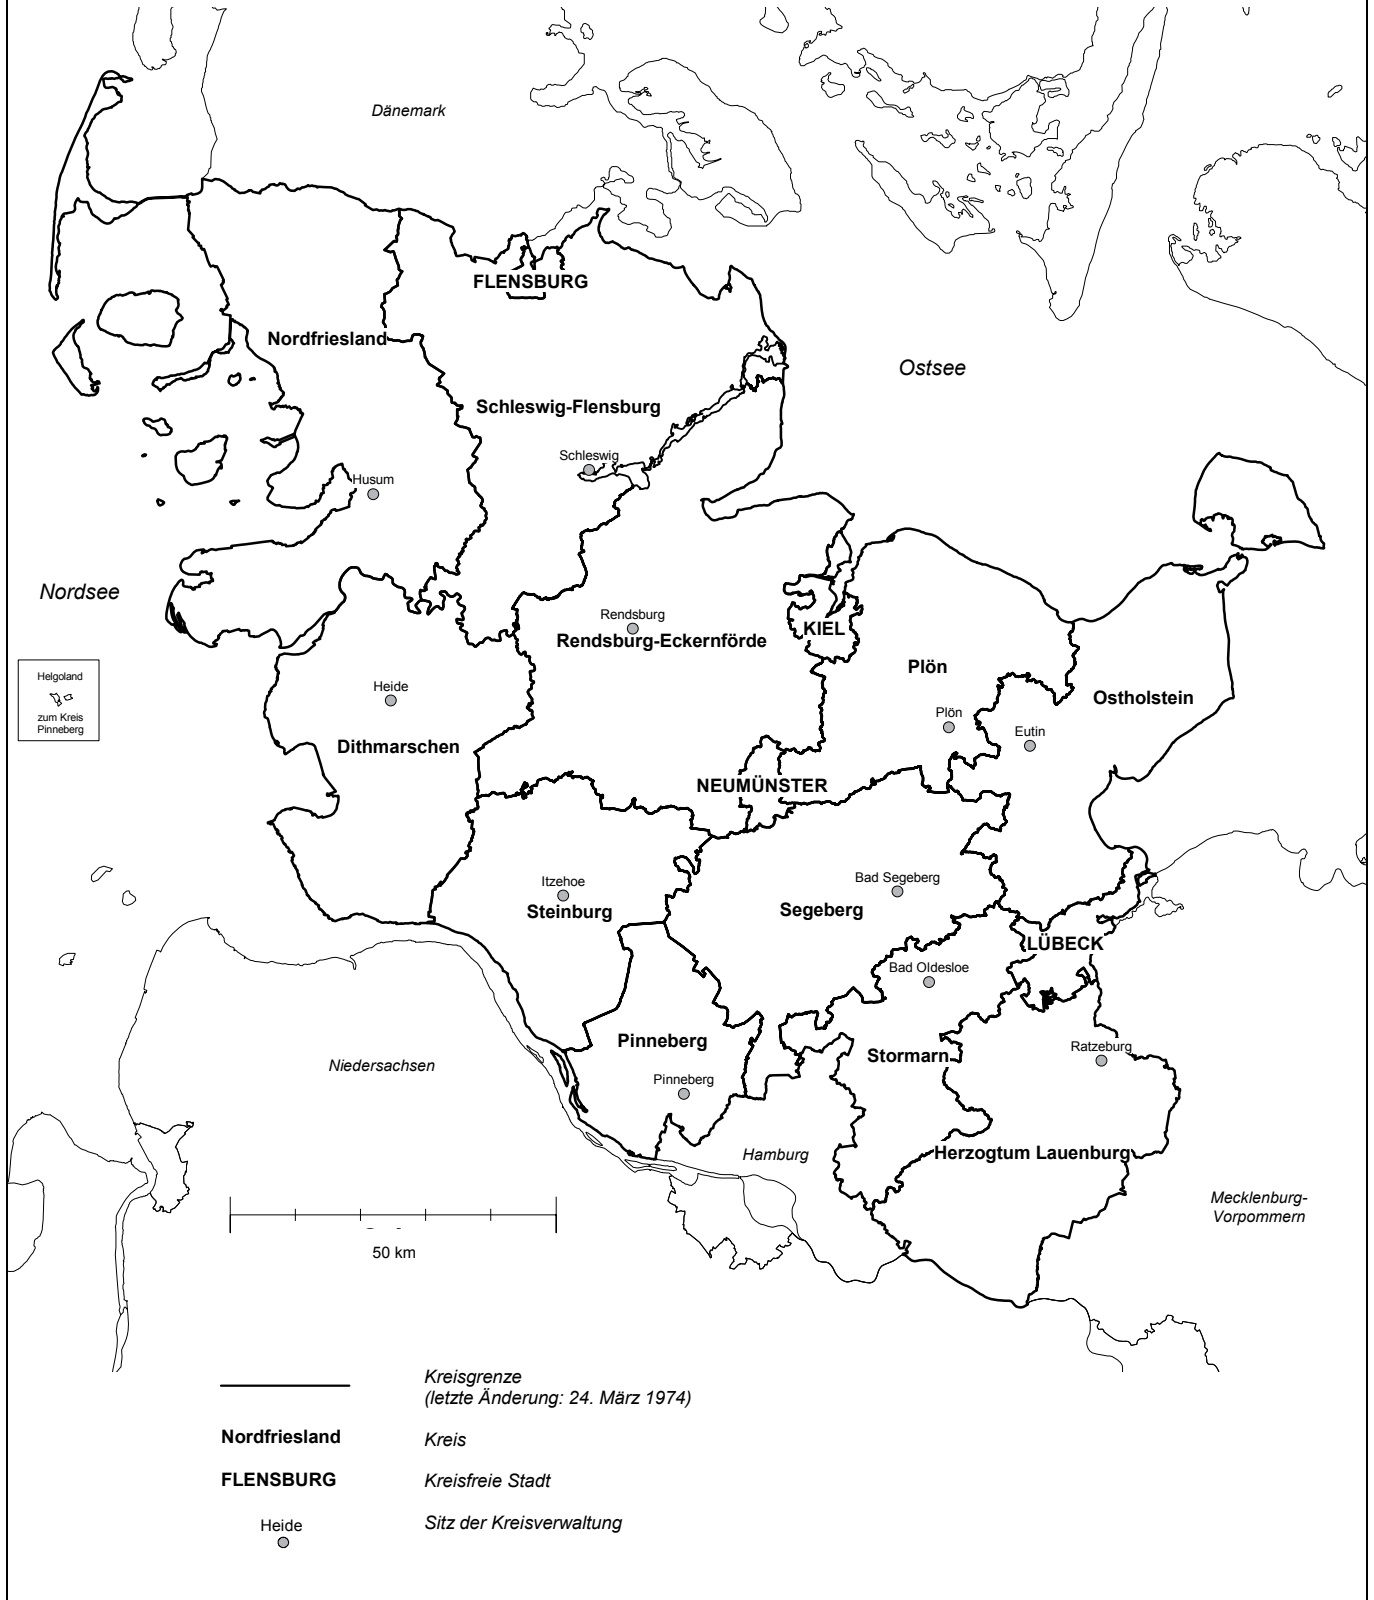 Dänemark
FLENSBURG
Nordfriesland
Ostsee
Schleswig-Flensburg
Schleswig
Husum
Nordsee
Rendsburg
KIEL
Rendsburg-Eckernförde
Plön
Helgoland
zum Kreis
Pinneberg
Heide
Ostholstein
Plön
Eutin
Dithmarschen
NEUMÜNSTER
Itzehoe
Bad Segeberg
Steinburg
Segeberg
LÜBECK
Bad Oldesloe
Pinneberg
Ratzeburg
Stormarn
Niedersachsen
Pinneberg
Hamburg
Herzogtum Lauenburg
Mecklenburg-
Vorpommern
50 km
Kreisgrenze
(letzte Änderung: 24. März 1974)
Nordfriesland Kreis
FLENSBURG Kreisfreie Stadt
Heide Sitz der Kreisverwaltung